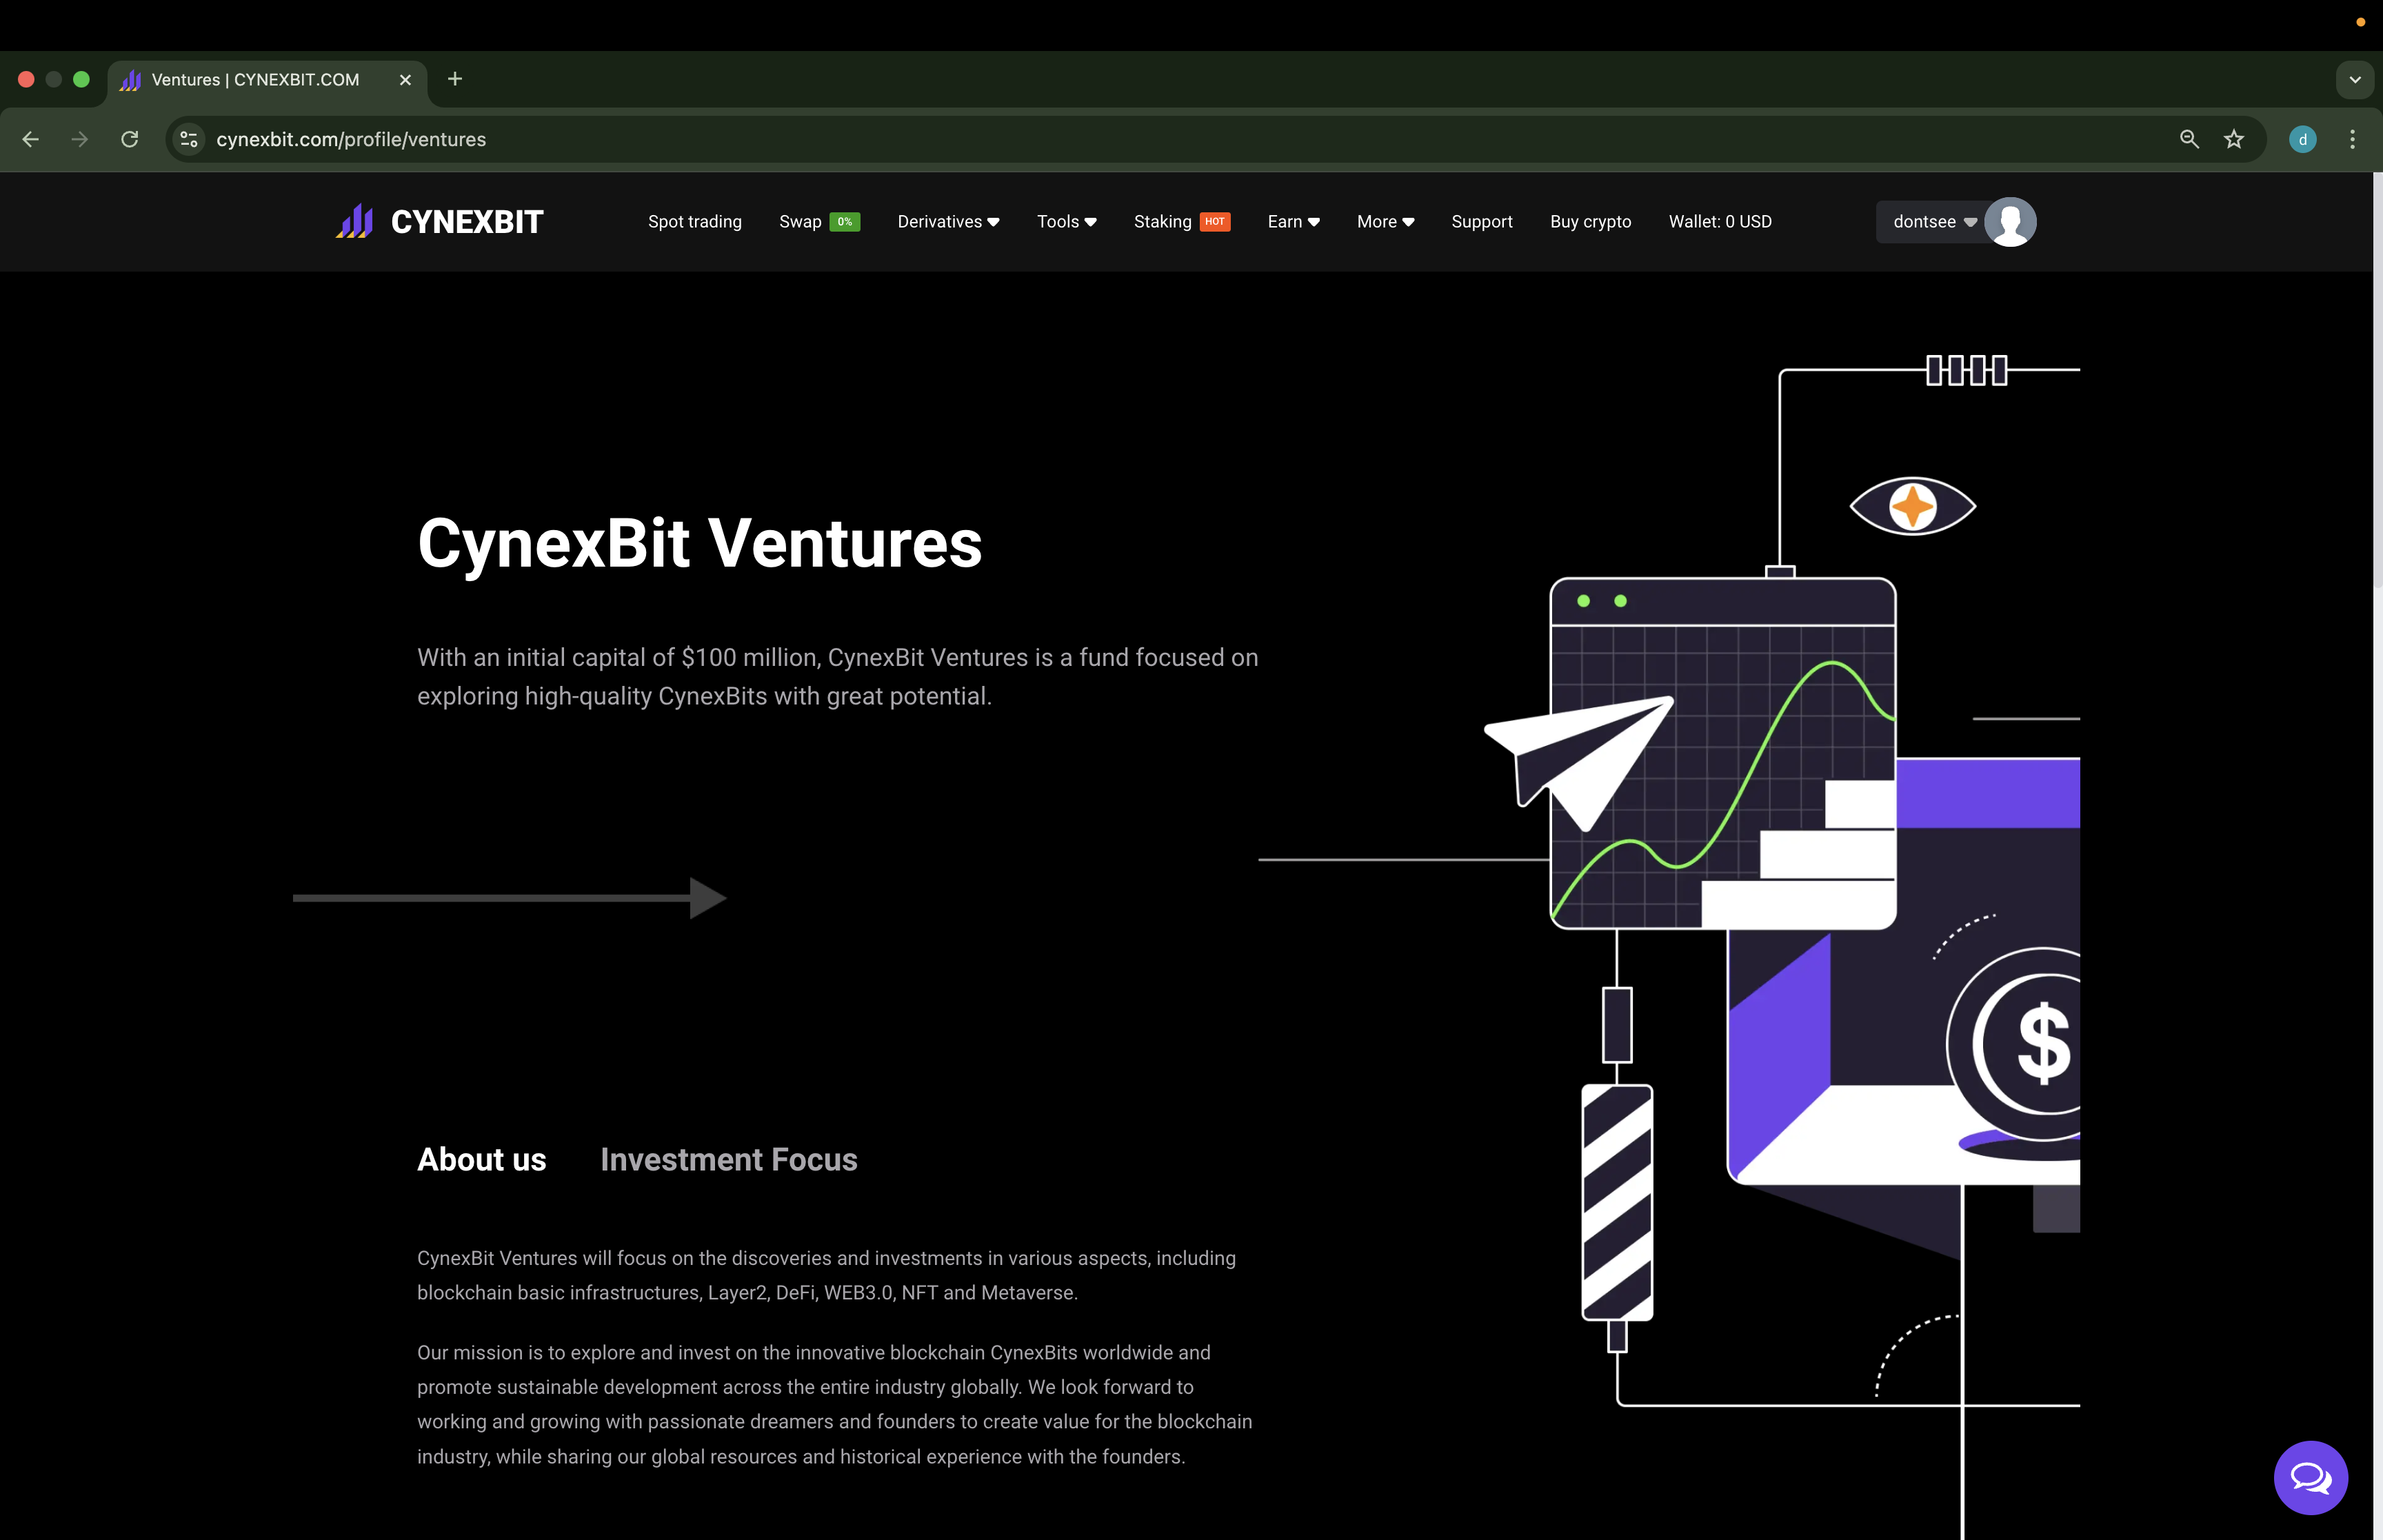 Ventures | CYNEXBIT.COM
cynexbit.com/profile/ventures
d
CYNEXBIT
Spot trading
Swap 0%
Derivatives
Tools
Staking HOT
Earn
More
Support
Buy crypto
Wallet: 0 USD
dontsee
CynexBit Ventures
With an initial capital of $100 million, CynexBit Ventures is a fund focused on
exploring high-quality CynexBits with great potential.
$
About us
Investment Focus
CynexBit Ventures will focus on the discoveries and investments in various aspects, including
blockchain basic infrastructures, Layer2, DeFi, WEB3.0, NFT and Metaverse.
Our mission is to explore and invest on the innovative blockchain CynexBits worldwide and
promote sustainable development across the entire industry globally. We look forward to
working and growing with passionate dreamers and founders to create value for the blockchain
industry, while sharing our global resources and historical experience with the founders.